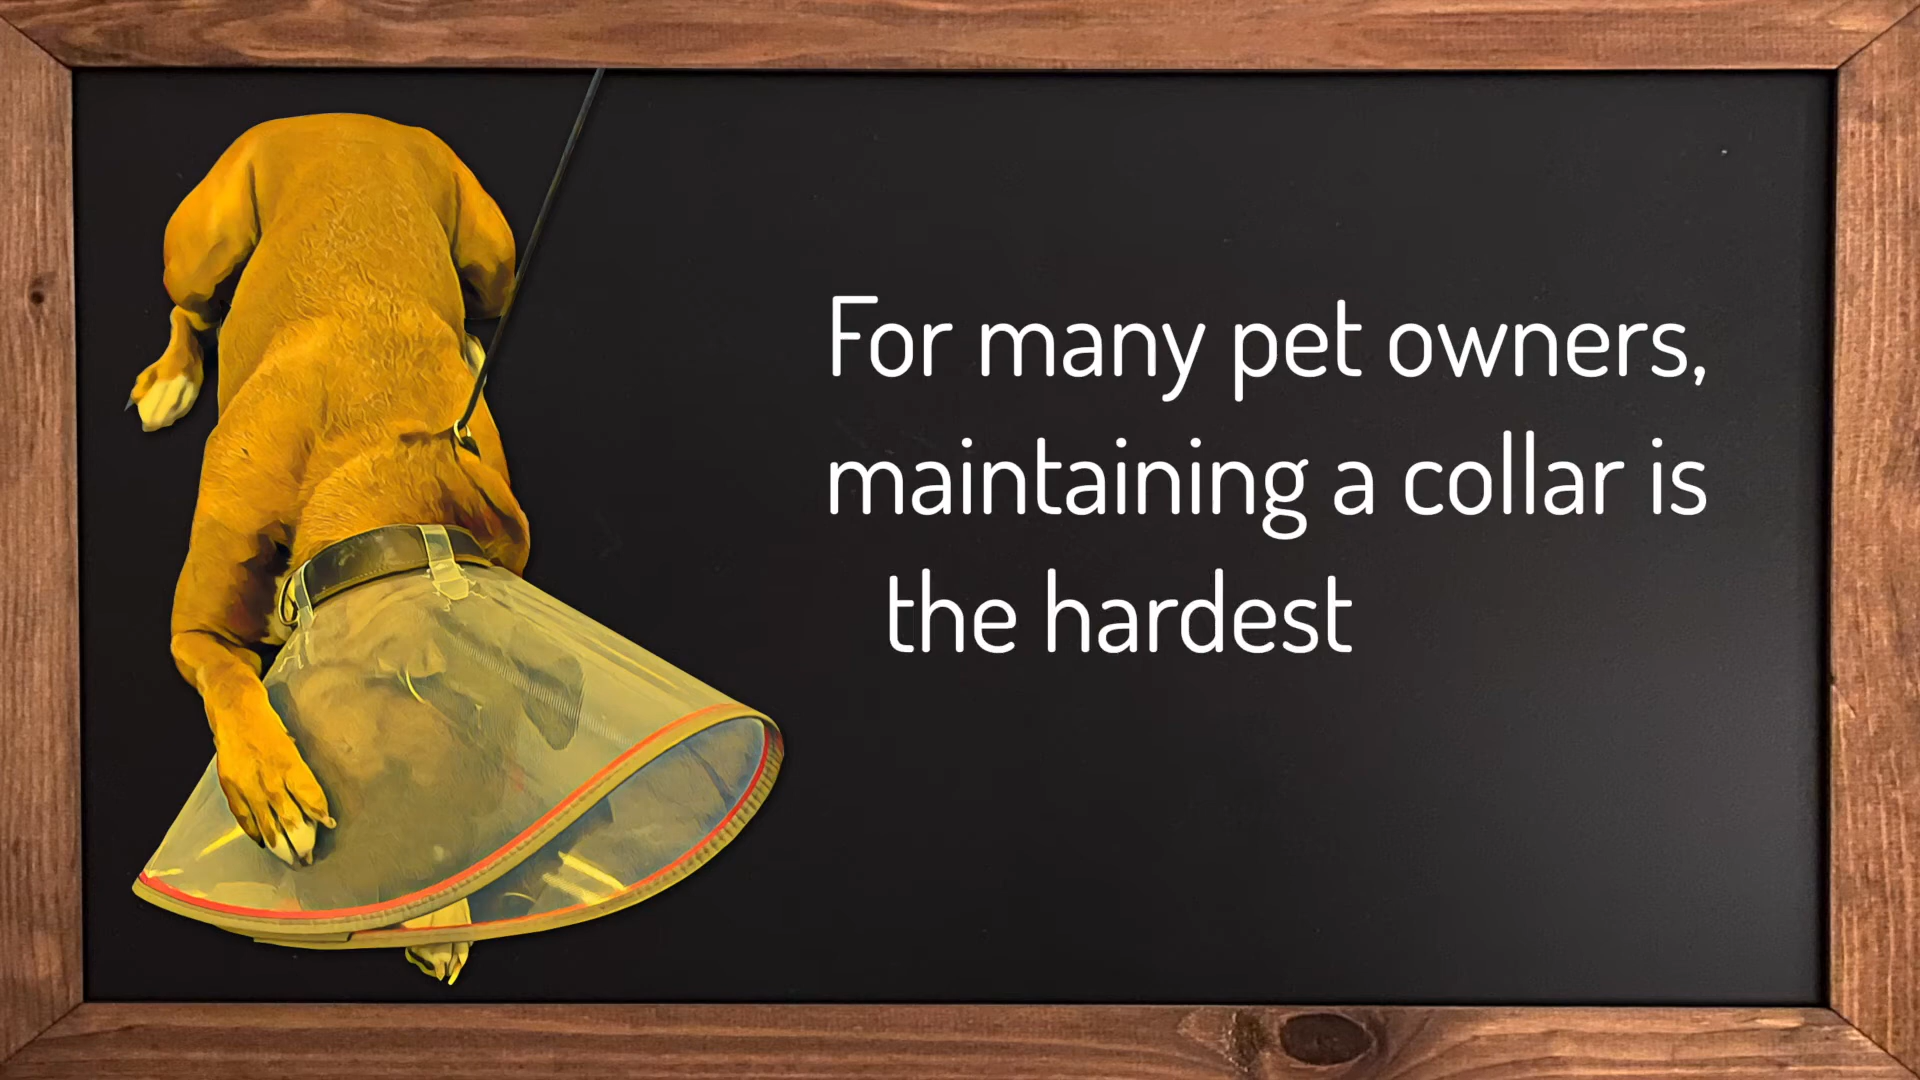 For many pet owners,
maintaining a collar is
the hardest